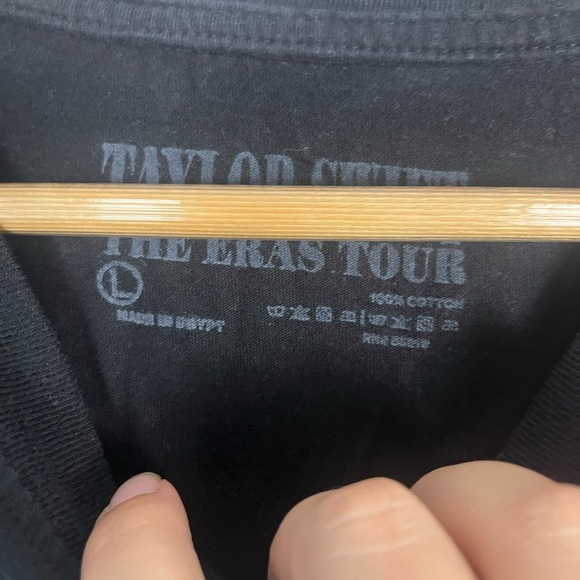 TAYLOR SWIFT
THE ERAS TOUR
L
100% COTTON
MADE IN EGYPT